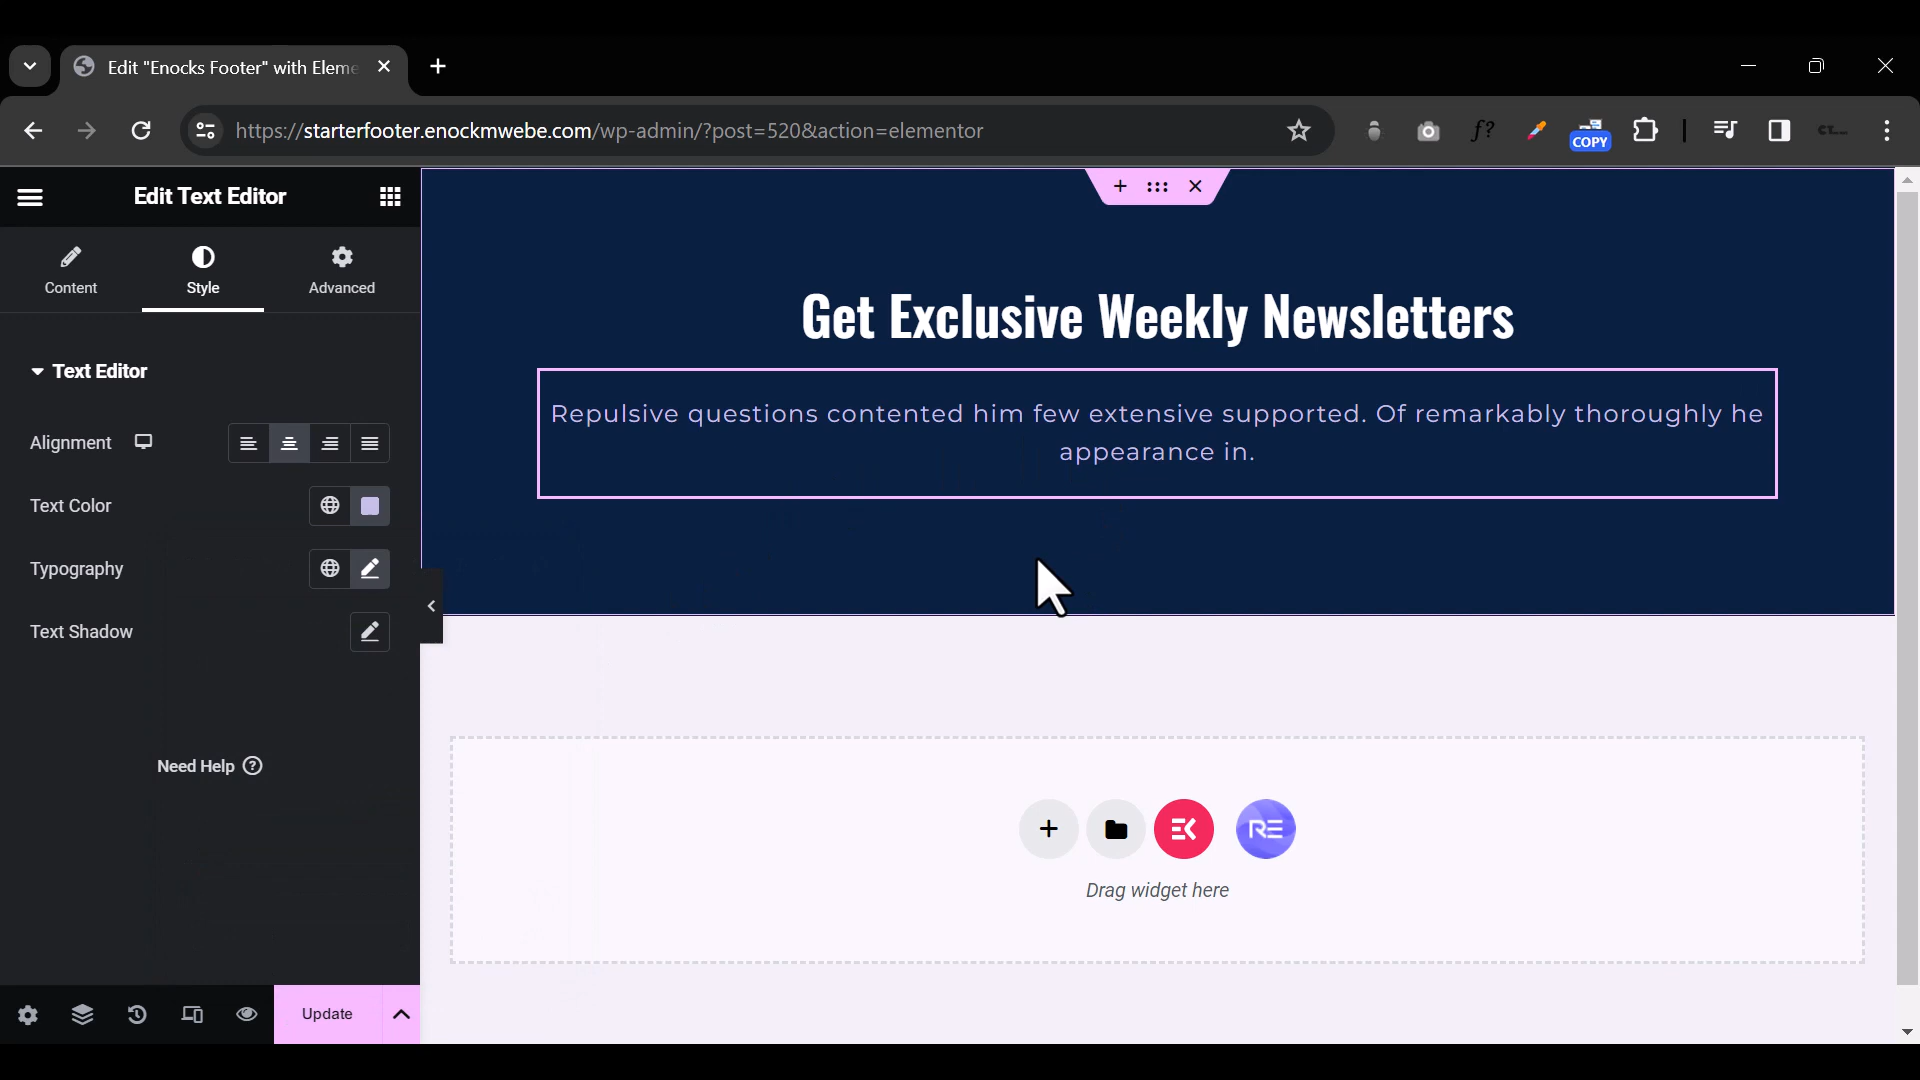 Edit "Enocks Footer" with Eleme
https://starterfooter.enockmwebe.com/wp-admin/?post=520&action=elementor
f?
COPY
Edit Text Editor
Content
Style
Advanced
Text Editor
Alignment
Text Color
Typography
Text Shadow
Need Help
Update
Get Exclusive Weekly Newsletters
Repulsive questions contented him few extensive supported. Of remarkably thoroughly he
appearance in.
RE
Drag widget here